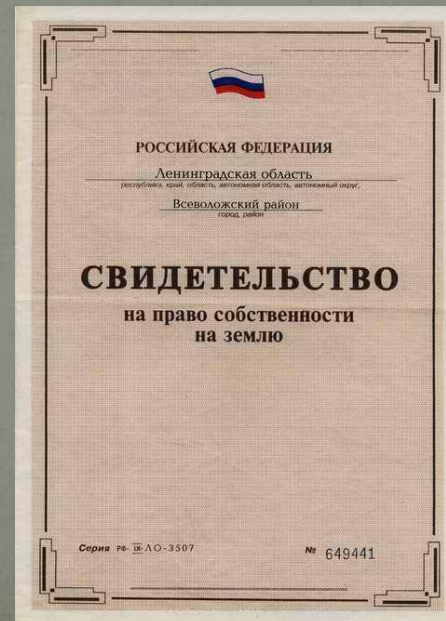 РОССИЙСКАЯ ФЕДЕРАЦИЯ
Ленинградская область
республика, край, область, автономная область, автономный округ,
Всеволожский район
город, район
СВИДЕТЕЛЬСТВО
на право собственности
на землю
Серия РФ-IX-ЛО-3507 № 649441